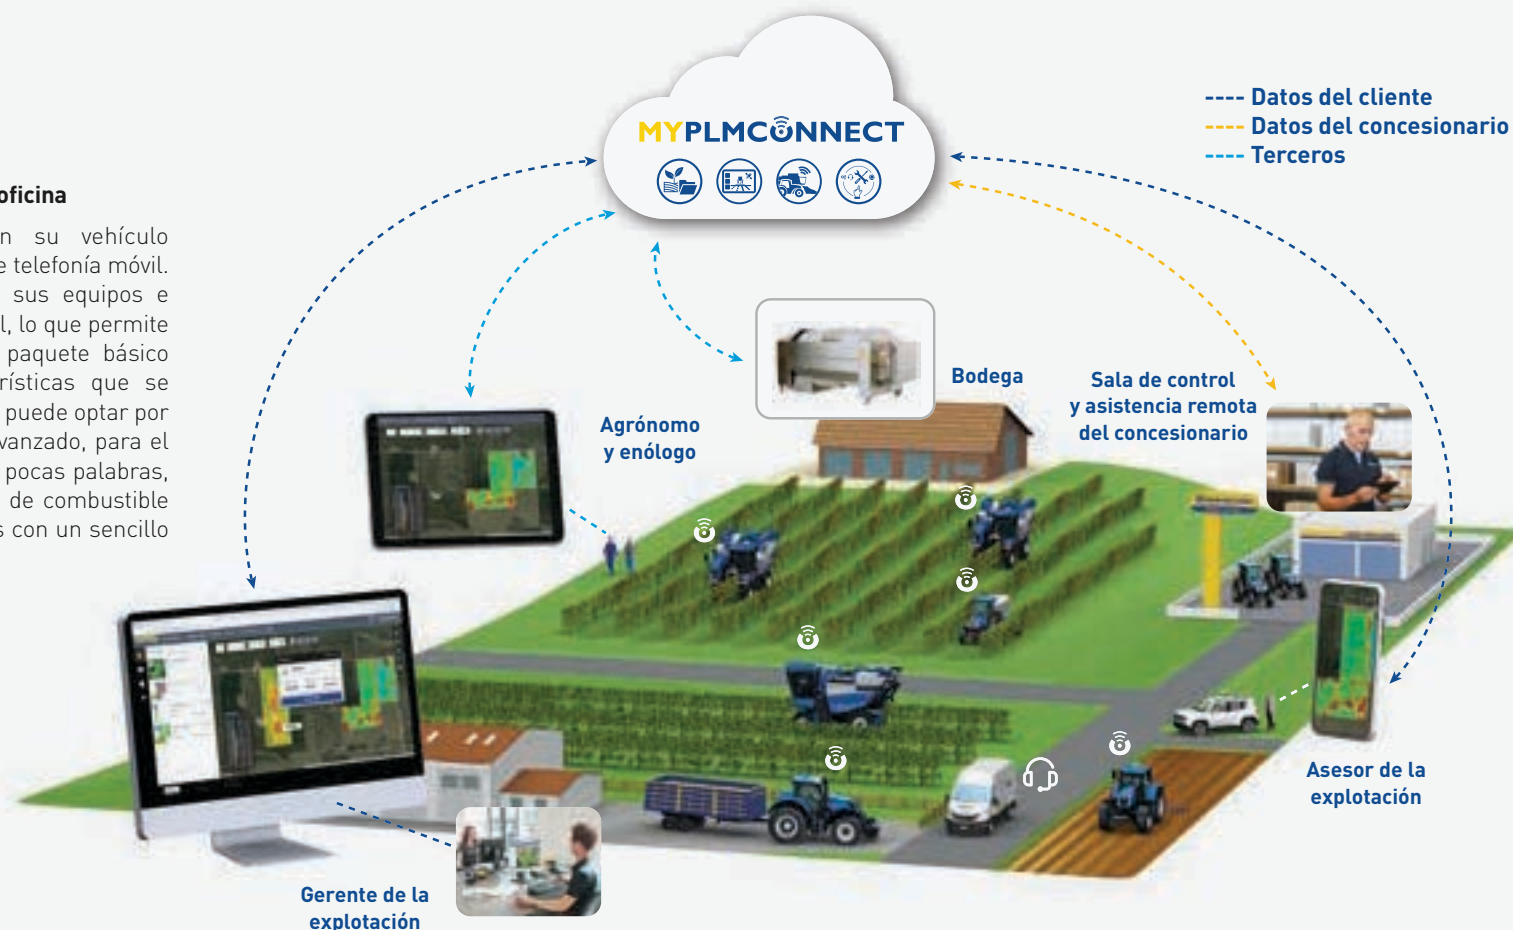 MYPLMCONNECT
---- Datos del cliente
---- Datos del concesionario
---- Terceros
oficina
n su vehículo
e telefonía móvil.
sus equipos e
l, lo que permite
paquete básico
rísticas que se
puede optar por
vanzado, para el
pocas palabras,
de combustible
s con un sencillo
Agrónomo
y enólogo
Bodega
Sala de control
y asistencia remota
del concesionario
Asesor de la
explotación
Gerente de la
explotación